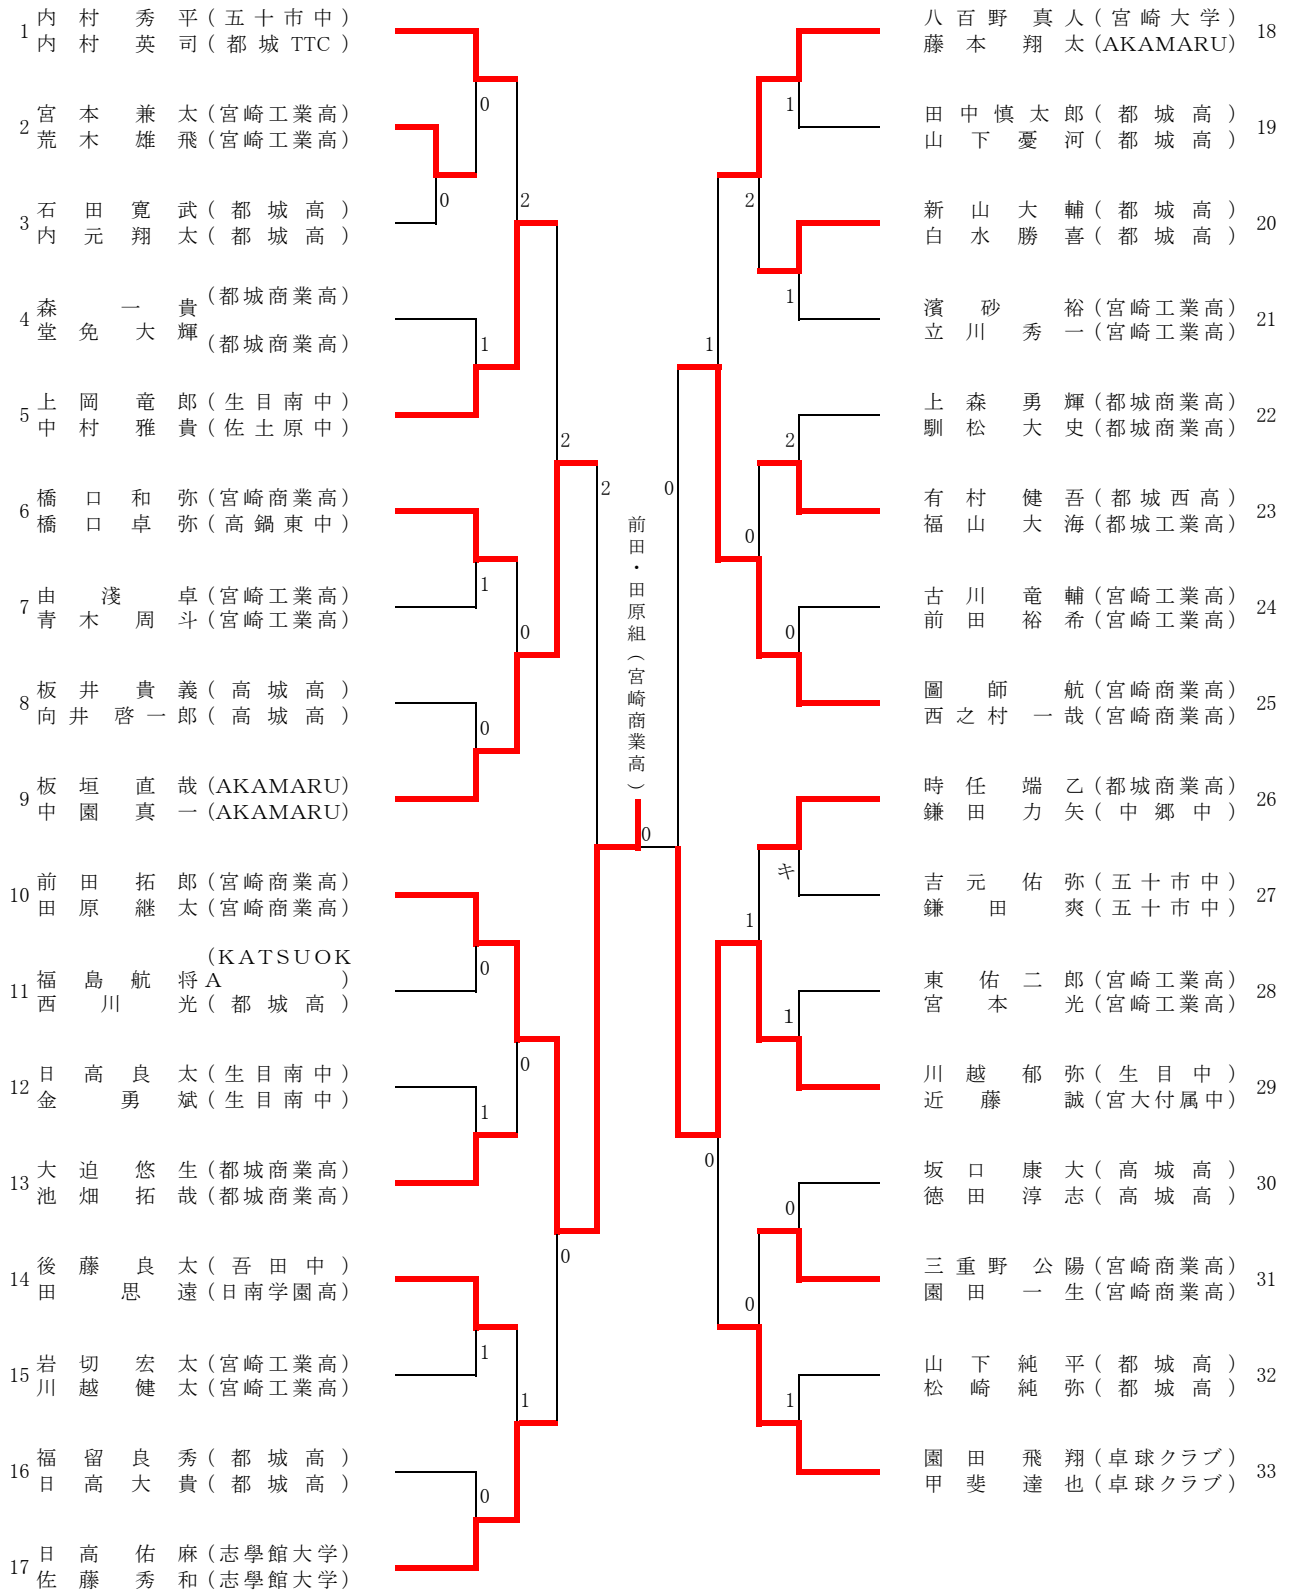 1 内村秀平(五十市中)
内村英司(都城TTC)
0
2 宮本兼太(宮崎工業高)
荒木雄飛(宮崎工業高)
0
2
3 石田寛武(都城高)
内元翔太(都城高)
4 森一貴(都城商業高)
堂免大輝(都城商業高)
1
5 上岡竜郎(生目南中)
中村雅貴(佐土原中)
2
2
6 橋口和弥(宮崎商業高)
橋口卓弥(高鍋東中)
1
7 由淺卓(宮崎工業高)
青木周斗(宮崎工業高)
0
8 板井貴義(高城高)
向井啓一郎(高城高)
0
9 板垣直哉(AKAMARU)
中園真一(AKAMARU)
10 前田拓郎(宮崎商業高)
田原継太(宮崎商業高)
0
11 福島航将(KATSUOKA)
西川光(都城高)
0
12 日高良太(生目南中)
金勇斌(生目南中)
1
13 大迫悠生(都城商業高)
池畑拓哉(都城商業高)
0
14 後藤良太(吾田中)
田思遠(日南学園高)
1
15 岩切宏太(宮崎工業高)
川越健太(宮崎工業高)
1
16 福留良秀(都城高)
日高大貴(都城高)
0
17 日高佑麻(志學館大学)
佐藤秀和(志學館大学)
前田・田原組(宮崎商業高)
0
八百野真人(宮崎大学) 18
藤本翔太(AKAMARU)
1
田中慎太郎(都城高) 19
山下憂河(都城高)
2
新山大輔(都城高) 20
白水勝喜(都城高)
1
濱砂裕(宮崎工業高) 21
立川秀一(宮崎工業高)
1
上森勇輝(都城商業高) 22
馴松大史(都城商業高)
2
0
有村健吾(都城西高) 23
福山大海(都城工業高)
0
古川竜輔(宮崎工業高) 24
前田裕希(宮崎工業高)
0
圖師航(宮崎商業高) 25
西之村一哉(宮崎商業高)
時任端乙(都城商業高) 26
鎌田力矢(中郷中)
キ
吉元佑弥(五十市中) 27
鎌田爽(五十市中)
1
東佑二郎(宮崎工業高) 28
宮本光(宮崎工業高)
1
川越郁弥(生目中) 29
近藤誠(宮大付属中)
0
坂口康大(高城高) 30
徳田淳志(高城高)
0
三重野公陽(宮崎商業高) 31
園田一生(宮崎商業高)
0
山下純平(都城高) 32
松崎純弥(都城高)
1
園田飛翔(卓球クラブ) 33
甲斐達也(卓球クラブ)